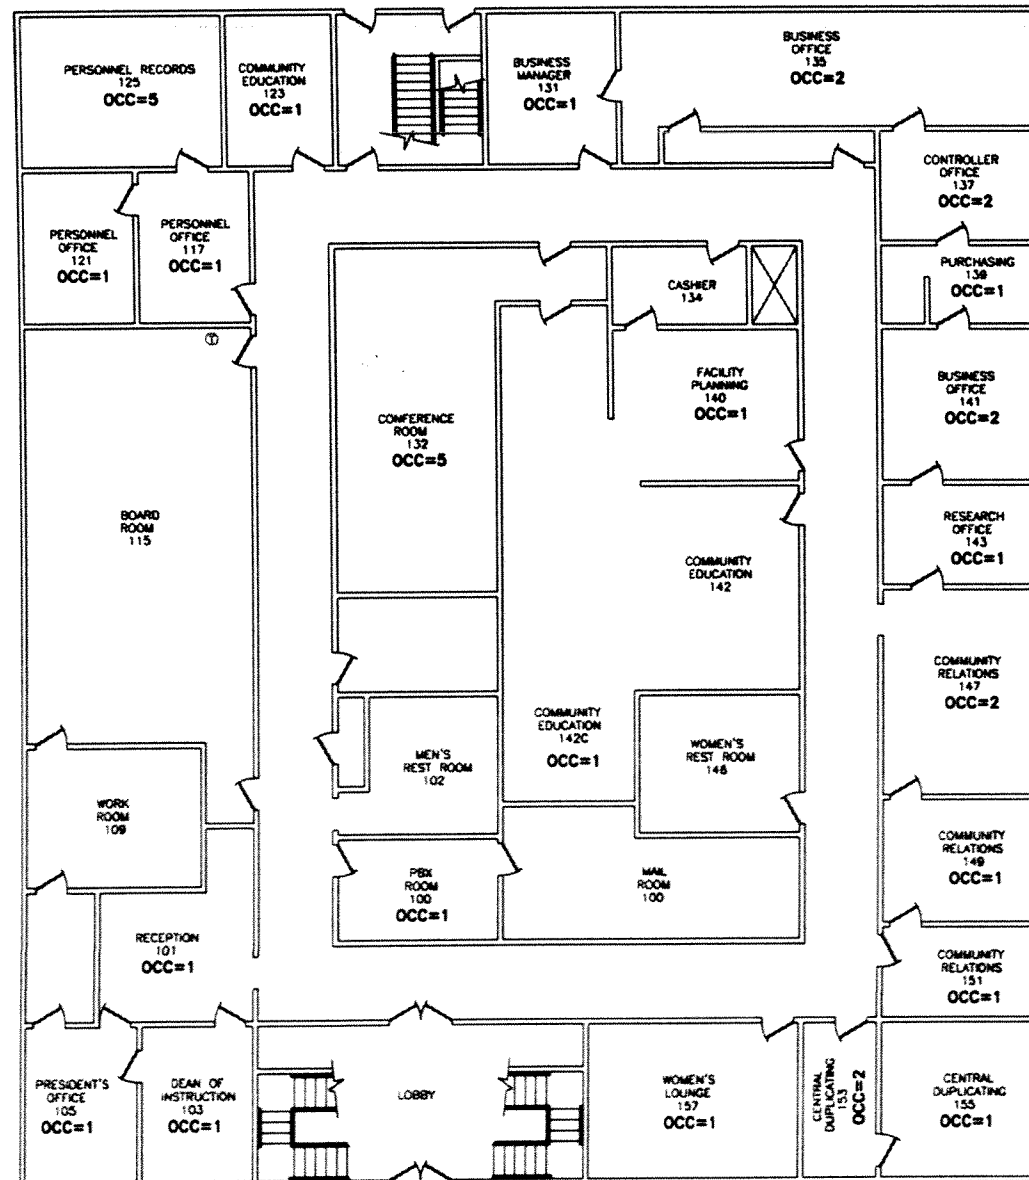 PERSONNEL RECORDS
125
OCC=5
COMMUNITY
EDUCATION
123
OCC=1
BUSINESS
MANAGER
131
OCC=1
BUSINESS
OFFICE
135
OCC=2
CONTROLLER
OFFICE
137
OCC=2
PERSONNEL
OFFICE
121
OCC=1
PERSONNEL
OFFICE
117
OCC=1
PURCHASING
139
OCC=1
CASHIER
134
T
FACILITY
PLANNING
140
OCC=1
BUSINESS
OFFICE
141
OCC=2
CONFERENCE
ROOM
132
OCC=5
BOARD
ROOM
115
RESEARCH
OFFICE
143
OCC=1
COMMUNITY
EDUCATION
142
COMMUNITY
RELATIONS
147
OCC=2
COMMUNITY
EDUCATION
142C
OCC=1
MEN'S
REST ROOM
102
WOMEN'S
REST ROOM
146
WORK
ROOM
109
COMMUNITY
RELATIONS
149
OCC=1
PBX
ROOM
100
OCC=1
MAIL
ROOM
100
RECEPTION
101
OCC=1
COMMUNITY
RELATIONS
151
OCC=1
PRESIDENT'S
OFFICE
105
OCC=1
DEAN OF
INSTRUCTION
103
OCC=1
LOBBY
WOMEN'S
LOUNGE
157
OCC=1
CENTRAL
DUPLICATING
153
OCC=2
CENTRAL
DUPLICATING
155
OCC=1